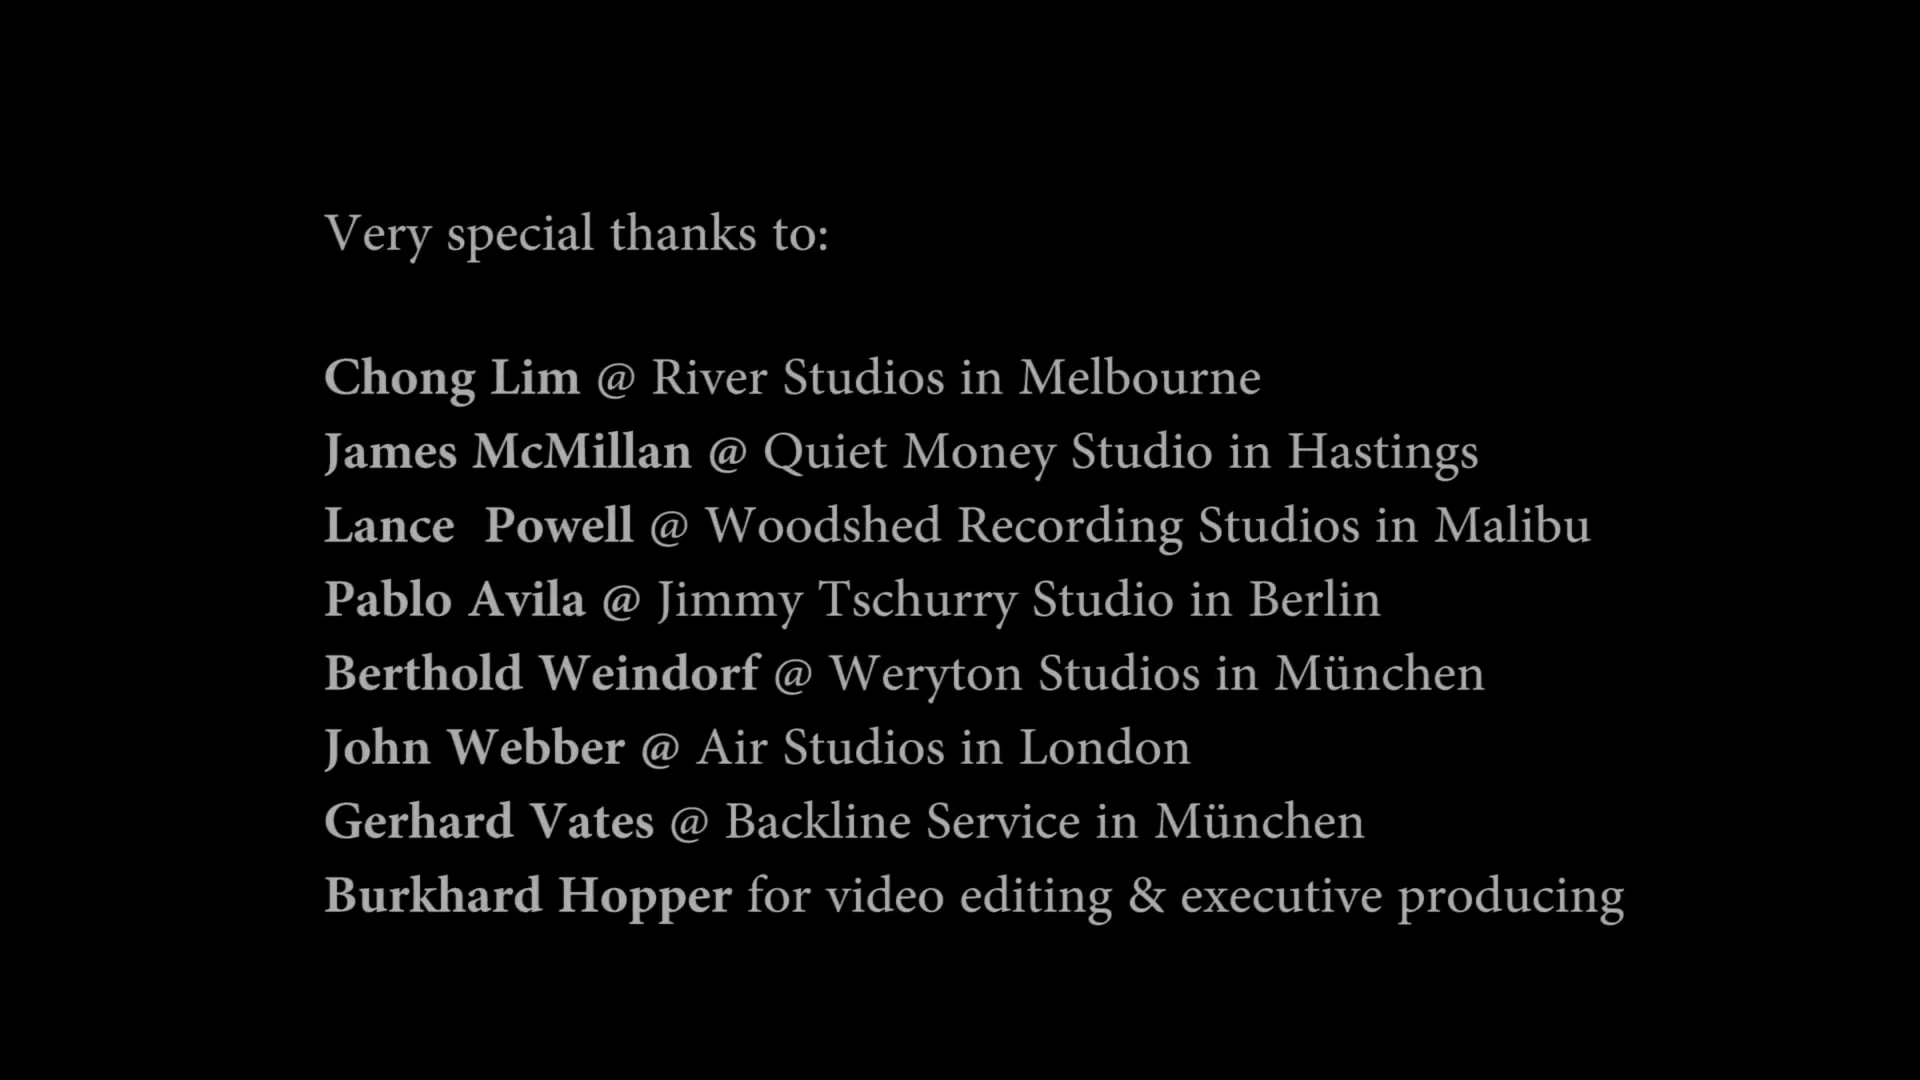 Very special thanks to:
Chong Lim @ River Studios in Melbourne
James McMillan @ Quiet Money Studio in Hastings
Lance  Powell @ Woodshed Recording Studios in Malibu
Pablo Avila @ Jimmy Tschurry Studio in Berlin
Berthold Weindorf @ Weryton Studios in München
John Webber @ Air Studios in London
Gerhard Vates @ Backline Service in München
Burkhard Hopper for video editing & executive producing